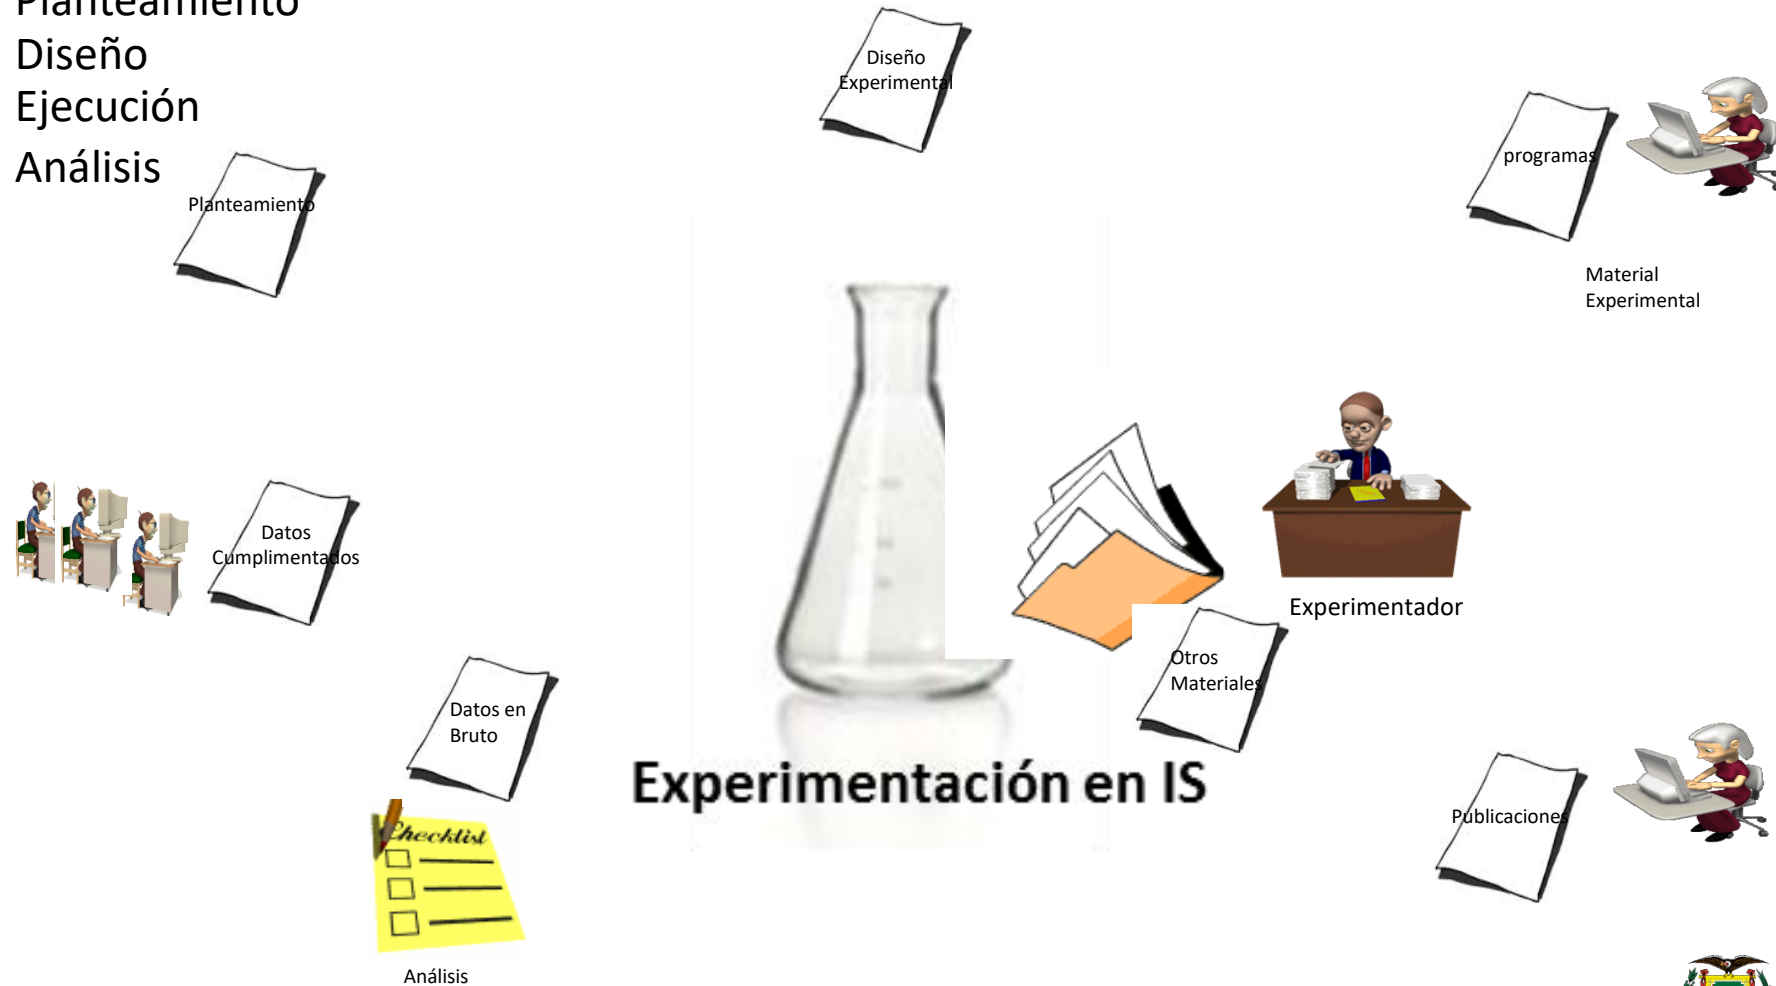 Planteamiento
Diseño
Ejecución
Análisis
Diseño
Experimental
programas
Planteamiento
Material
Experimental
Datos
Cumplimentados
Experimentador
Otros
Materiales
Datos en
Bruto
Experimentación en IS
Publicaciones
Checklist
Análisis